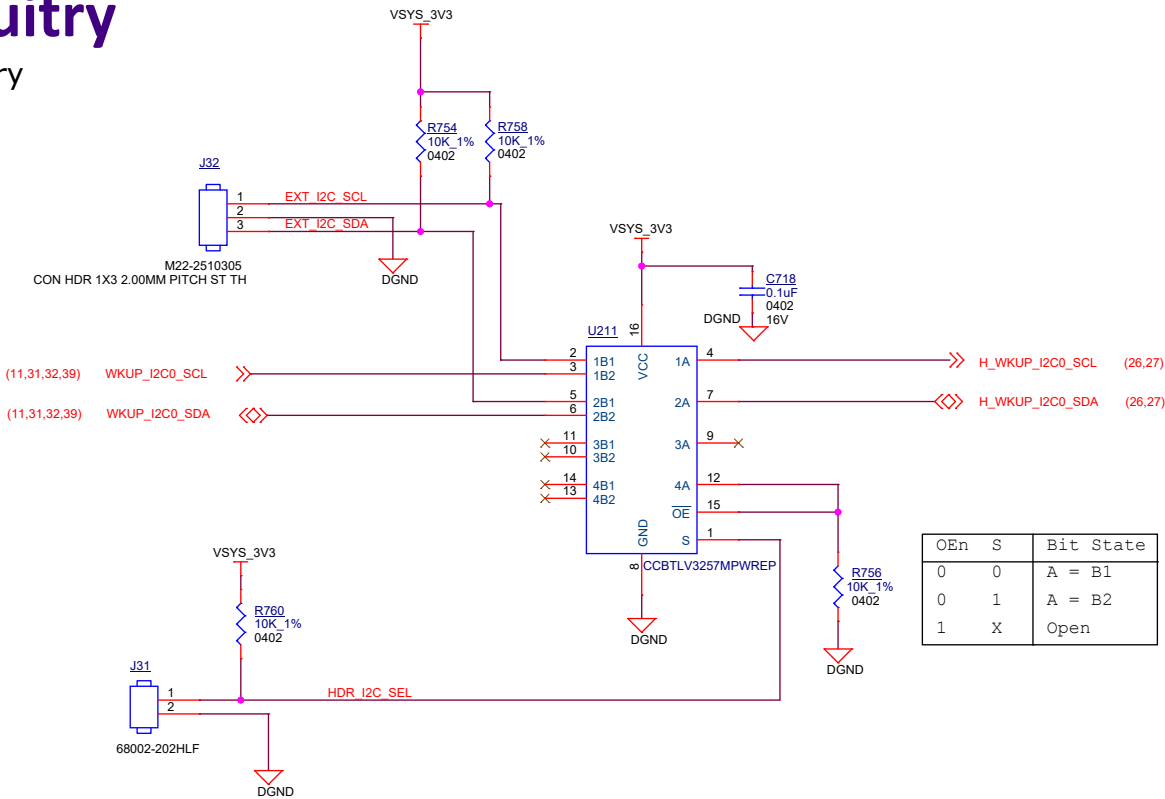 uitry
ry
VSYS_3V3
R754
10K_1%
0402
R758
10K_1%
0402
J32
1
2
3
EXT_I2C_SCL
EXT_I2C_SDA
M22-2510305
CON HDR 1X3 2.00MM PITCH ST TH
DGND
VSYS_3V3
C718
0.1uF
0402
16V
DGND
U211
16
VCC
2 1B1
3 1B2
5 2B1
6 2B2
11 3B1
10 3B2
14 4B1
13 4B2
1A 4
2A 7
3A 9
4A 12
OE 15
S 1
GND
8
CCBTLV3257MPWREP
DGND
(11,31,32,39) WKUP_I2C0_SCL
(11,31,32,39) WKUP_I2C0_SDA
H_WKUP_I2C0_SCL (26,27)
H_WKUP_I2C0_SDA (26,27)
R756
10K_1%
0402
DGND
OEn S Bit State
0 0 A = B1
0 1 A = B2
1 X Open
VSYS_3V3
R760
10K_1%
0402
J31
1
2
HDR_I2C_SEL
68002-202HLF
DGND